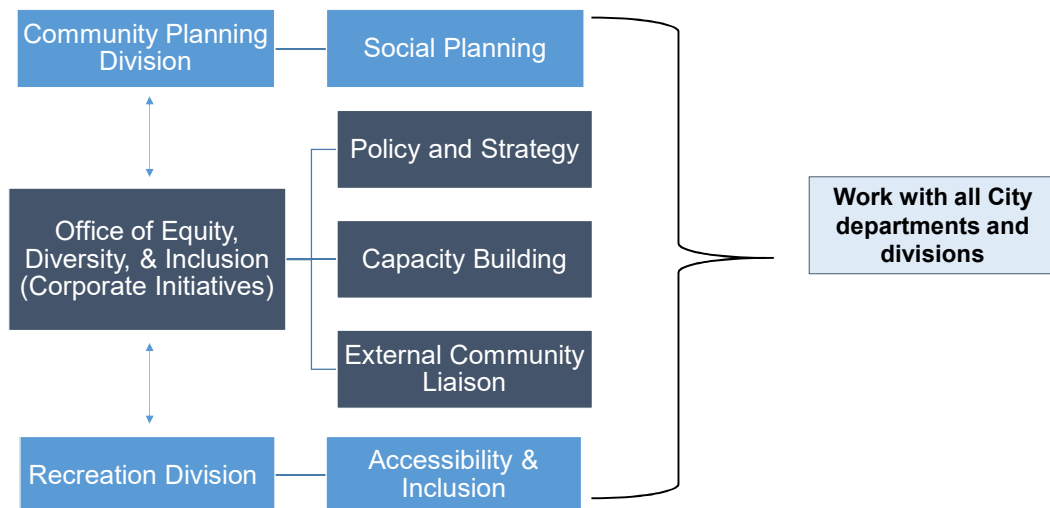 Community Planning
Division
Social Planning
Policy and Strategy
Office of Equity,
Diversity, & Inclusion
(Corporate Initiatives)
Capacity Building
External Community
Liaison
Recreation Division
Accessibility &
Inclusion
Work with all City
departments and
divisions